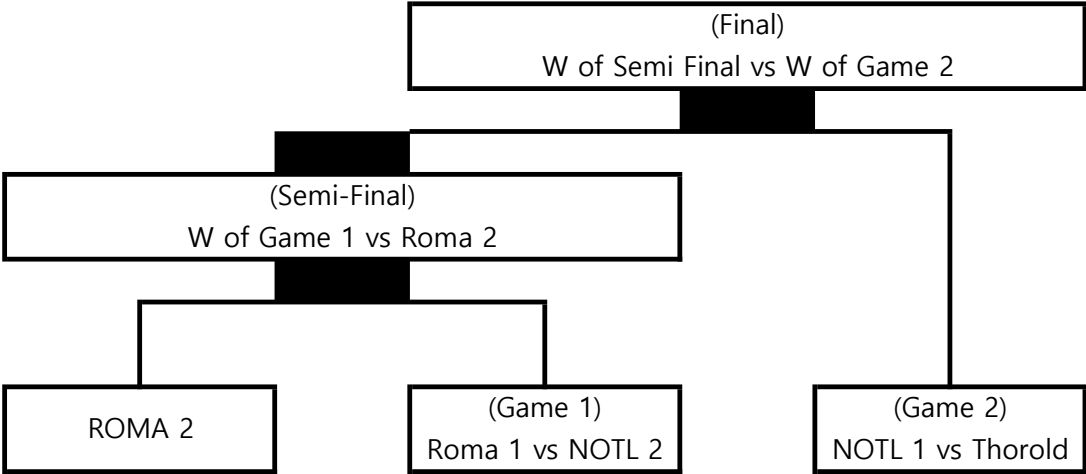 (Final)
W of Semi Final vs W of Game 2
(Semi-Final)
W of Game 1 vs Roma 2
ROMA 2
(Game 1)
Roma 1 vs NOTL 2
(Game 2)
NOTL 1 vs Thorold